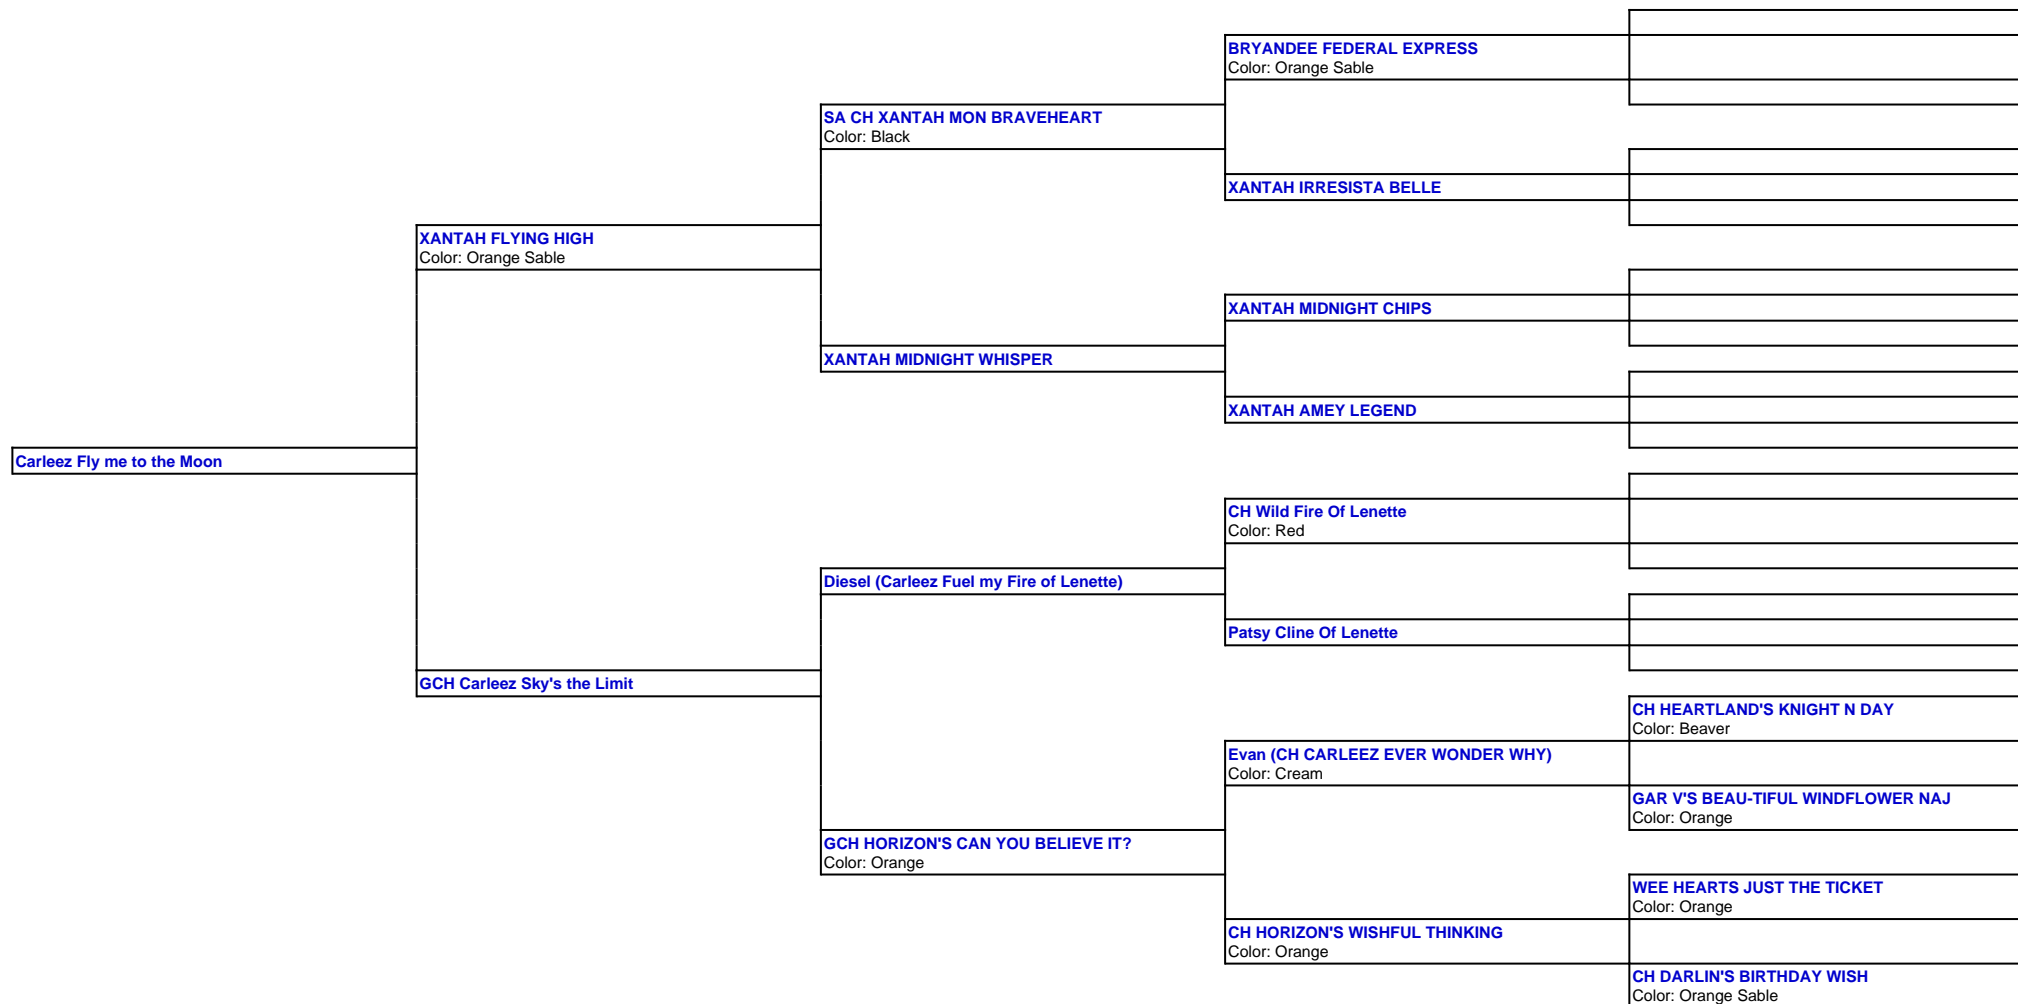 BRYANDEE FEDERAL EXPRESS
Color: Orange Sable
SA CH XANTAH MON BRAVEHEART
Color: Black
XANTAH IRRESISTA BELLE
XANTAH FLYING HIGH
Color: Orange Sable
XANTAH MIDNIGHT CHIPS
XANTAH MIDNIGHT WHISPER
XANTAH AMEY LEGEND
Carleez Fly me to the Moon
CH Wild Fire Of Lenette
Color: Red
Diesel (Carleez Fuel my Fire of Lenette)
Patsy Cline Of Lenette
GCH Carleez Sky's the Limit
CH HEARTLAND'S KNIGHT N DAY
Color: Beaver
Evan (CH CARLEEZ EVER WONDER WHY)
Color: Cream
GAR V'S BEAU-TIFUL WINDFLOWER NAJ
Color: Orange
GCH HORIZON'S CAN YOU BELIEVE IT?
Color: Orange
WEE HEARTS JUST THE TICKET
Color: Orange
CH HORIZON'S WISHFUL THINKING
Color: Orange
CH DARLIN'S BIRTHDAY WISH
Color: Orange Sable